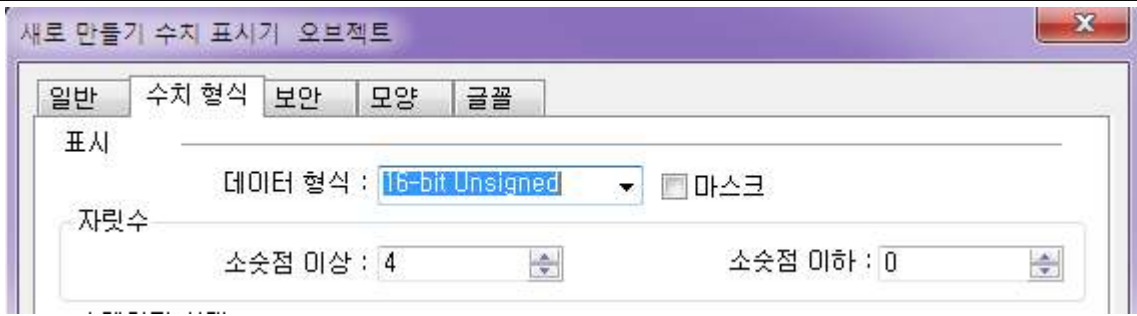 새로 만들기 수치 표시기 오브젝트
일반 수치 형식 보안 모양 글꼴
표시
데이터 형식 : 16-bit Unsigned 마스크
자릿수
소숫점 이상 : 4 소숫점 이하 : 0